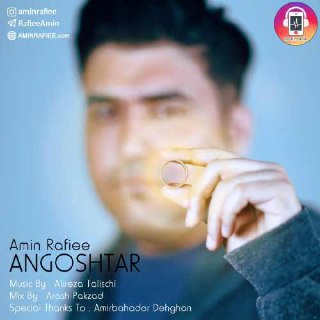 aminrafiee
RafieeAmin
AMINRAFIEE.com
Amin Rafiee
ANGOSHTAR
Music By : Alireza Talischi
Mix By : Arash Pakzad
Special Thanks To : Amirbahador Dehghan